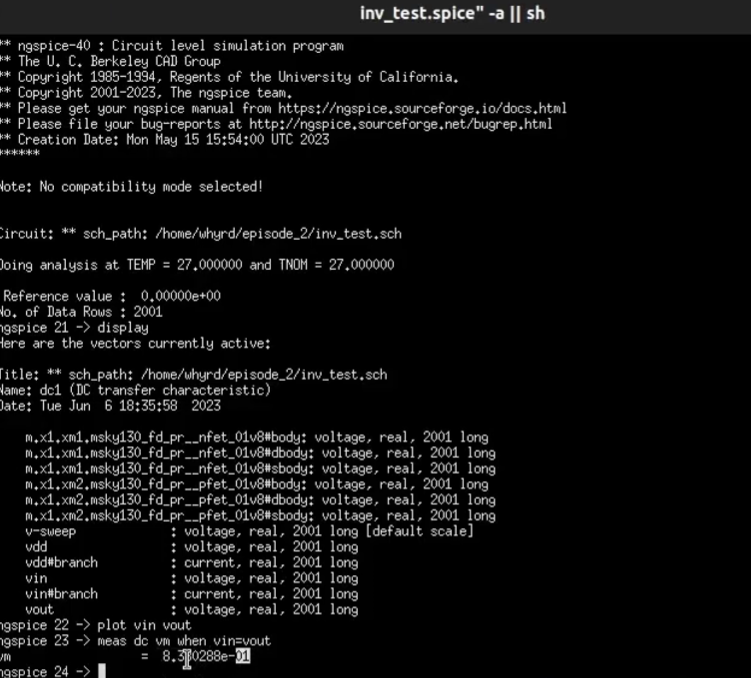 inv_test.spice" -a || sh
** ngspice-40 : Circuit level simulation program
** The U. C. Berkeley CAD Group
** Copyright 1985-1994, Regents of the University of California.
** Copyright 2001-2023, The ngspice team.
** Please get your ngspice manual from https://ngspice.sourceforge.io/docs.html
** Please file your bug-reports at http://ngspice.sourceforge.net/bugrep.html
** Creation Date: Mon May 15 15:54:00 UTC 2023
******
Note: No compatibility mode selected!
Circuit: ** sch_path: /home/whyrd/episode_2/inv_test.sch
Doing analysis at TEMP = 27.000000 and TNOM = 27.000000
Reference value : 0.00000e+00
No. of Data Rows : 2001
ngspice 21 -> display
Here are the vectors currently active:
Title: ** sch_path: /home/whyrd/episode_2/inv_test.sch
Name: dc1 (DC transfer characteristic)
Date: Tue Jun 6 18:35:58 2023
m.x1.xm1.msky130_fd_pr__nfet_01v8#body: voltage, real, 2001 long
m.x1.xm1.msky130_fd_pr__nfet_01v8#dbody: voltage, real, 2001 long
m.x1.xm1.msky130_fd_pr__nfet_01v8#sbody: voltage, real, 2001 long
m.x1.xm2.msky130_fd_pr__pfet_01v8#body: voltage, real, 2001 long
m.x1.xm2.msky130_fd_pr__pfet_01v8#dbody: voltage, real, 2001 long
m.x1.xm2.msky130_fd_pr__pfet_01v8#sbody: voltage, real, 2001 long
v-sweep : voltage, real, 2001 long [default scale]
vdd : voltage, real, 2001 long
vdd#branch : current, real, 2001 long
vin : voltage, real, 2001 long
vin#branch : current, real, 2001 long
vout : voltage, real, 2001 long
ngspice 22 -> plot vin vout
ngspice 23 -> meas dc vm when vin=vout
vm =
ngspice 24 ->